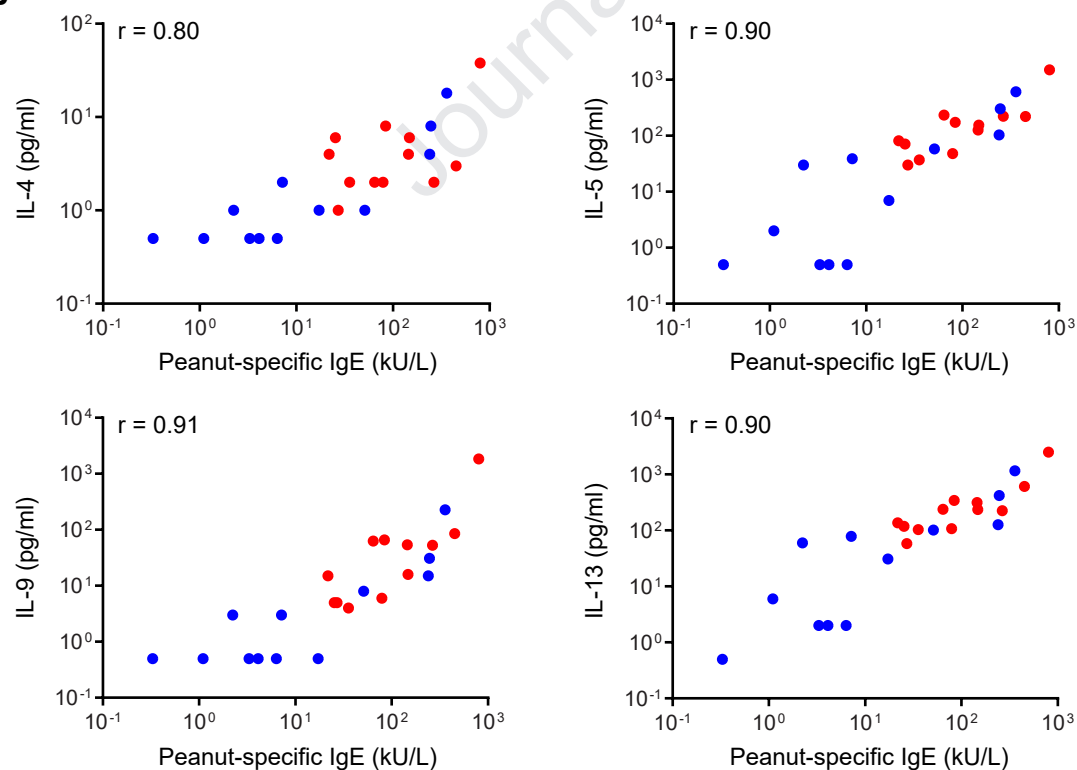 Journa
r = 0.80
IL-4 (pg/ml)
10²
10¹
10⁰
10⁻¹
10⁻¹ 10⁰ 10¹ 10² 10³
Peanut-specific IgE (kU/L)
r = 0.90
IL-5 (pg/ml)
10⁴
10³
10²
10¹
10⁰
10⁻¹
10⁻¹ 10⁰ 10¹ 10² 10³
Peanut-specific IgE (kU/L)
r = 0.91
IL-9 (pg/ml)
10⁴
10³
10²
10¹
10⁰
10⁻¹
10⁻¹ 10⁰ 10¹ 10² 10³
Peanut-specific IgE (kU/L)
r = 0.90
IL-13 (pg/ml)
10⁴
10³
10²
10¹
10⁰
10⁻¹
10⁻¹ 10⁰ 10¹ 10² 10³
Peanut-specific IgE (kU/L)